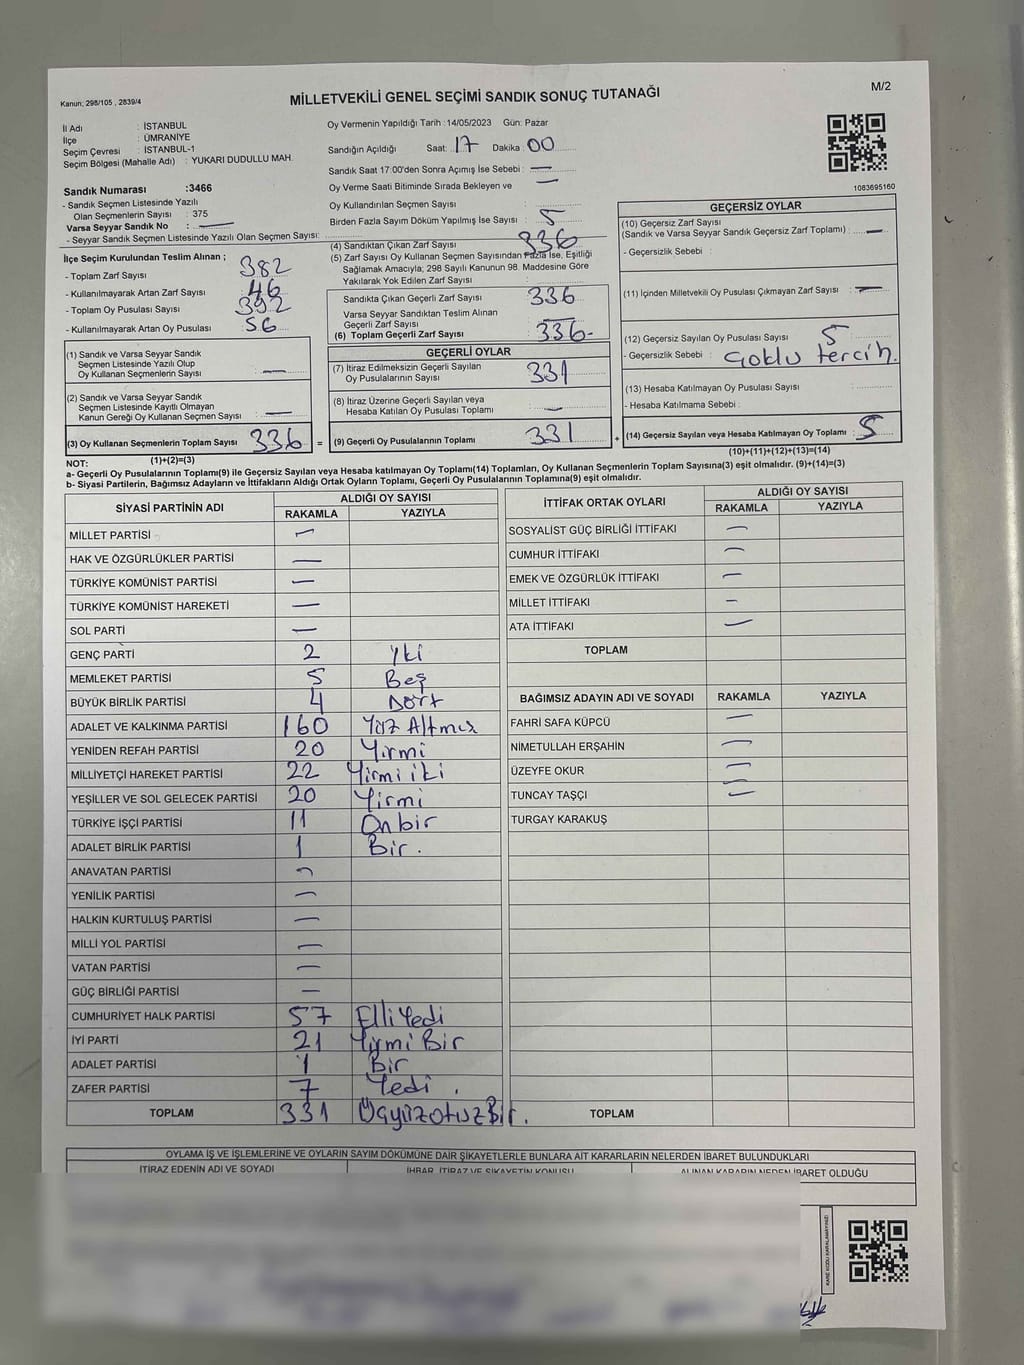 Kanun; 298/105 , 2839/4
MİLLETVEKİLİ GENEL SEÇİMİ SANDIK SONUÇ TUTANAĞI
M/2
İl Adı : İSTANBUL
İlçe : ÜMRANİYE
Seçim Çevresi : İSTANBUL-1
Seçim Bölgesi (Mahalle Adı) : YUKARI DUDULLU MAH.
Sandık Numarası :3466
- Sandık Seçmen Listesinde Yazılı
Olan Seçmenlerin Sayısı : 375
Varsa Seyyar Sandık No : —
- Seyyar Sandık Seçmen Listesinde Yazılı Olan Seçmen Sayısı:
Oy Vermenin Yapıldığı Tarih : 14/05/2023 Gün: Pazar
Sandığın Açıldığı Saat: 17 Dakika: 00
Sandık Saat 17:00'den Sonra Açımış İse Sebebi : —
Oy Verme Saati Bitiminde Sırada Bekleyen ve —
Oy Kullandırılan Seçmen Sayısı :
Birden Fazla Sayım Döküm Yapılmış İse Sayısı : 5
1083695160
İlçe Seçim Kurulundan Teslim Alınan ;
- Toplam Zarf Sayısı : 382
- Kullanılmayarak Artan Zarf Sayısı : 46
- Toplam Oy Pusulası Sayısı : 392
- Kullanılmayarak Artan Oy Pusulası : 56
(1) Sandık ve Varsa Seyyar Sandık
Seçmen Listesinde Yazılı Olup
Oy Kullanan Seçmenlerin Sayısı : —
(2) Sandık ve Varsa Seyyar Sandık
Seçmen Listesinde Kayıtlı Olmayan
Kanun Gereği Oy Kullanan Seçmen Sayısı : —
(3) Oy Kullanan Seçmenlerin Toplam Sayısı : 336 =
(1)+(2)=(3)
(4) Sandıktan Çıkan Zarf Sayısı : 336
(5) Zarf Sayısı Oy Kullanan Seçmen Sayısından Fazla İse, Eşitliği
Sağlamak Amacıyla; 298 Sayılı Kanunun 98. Maddesine Göre
Yakılarak Yok Edilen Zarf Sayısı :
Sandıkta Çıkan Geçerli Zarf Sayısı : 336
Varsa Seyyar Sandıktan Teslim Alınan
Geçerli Zarf Sayısı : —
(6) Toplam Geçerli Zarf Sayısı : 336-
GEÇERLİ OYLAR
(7) İtiraz Edilmeksizin Geçerli Sayılan
Oy Pusulalarının Sayısı : 331
(8) İtiraz Üzerine Geçerli Sayılan veya
Hesaba Katılan Oy Pusulası Toplamı : —
(9) Geçerli Oy Pusulalarının Toplamı : 331 +
GEÇERSİZ OYLAR
(10) Geçersiz Zarf Sayısı
(Sandık ve Varsa Seyyar Sandık Geçersiz Zarf Toplamı) : —
- Geçersizlik Sebebi :
(11) İçinden Milletvekili Oy Pusulası Çıkmayan Zarf Sayısı : —
(12) Geçersiz Sayılan Oy Pusulası Sayısı : 5
- Geçersizlik Sebebi : çoklu tercih.
(13) Hesaba Katılmayan Oy Pusulası Sayısı :
- Hesaba Katılmama Sebebi :
(14) Geçersiz Sayılan veya Hesaba Katılmayan Oy Toplamı : 5
(10)+(11)+(12)+(13)=(14)
NOT:
a- Geçerli Oy Pusulalarının Toplamı(9) ile Geçersiz Sayılan veya Hesaba katılmayan Oy Toplamı(14) Toplamları, Oy Kullanan Seçmenlerin Toplam Sayısına(3) eşit olmalıdır. (9)+(14)=(3)
b- Siyasi Partilerin, Bağımsız Adayların ve İttifakların Aldığı Ortak Oyların Toplamı, Geçerli Oy Pusulalarının Toplamına(9) eşit olmalıdır.
SİYASİ PARTİNİN ADI ALDIĞI OY SAYISI
RAKAMLA YAZIYLA
MİLLET PARTİSİ —
HAK VE ÖZGÜRLÜKLER PARTİSİ —
TÜRKİYE KOMÜNİST PARTİSİ —
TÜRKİYE KOMÜNİST HAREKETİ —
SOL PARTİ —
GENÇ PARTİ 2 Yki
MEMLEKET PARTİSİ 5 Beş
BÜYÜK BİRLİK PARTİSİ 4 Dört
ADALET VE KALKINMA PARTİSİ 160 Yüz Altmış
YENİDEN REFAH PARTİSİ 20 Yirmi
MİLLİYETÇİ HAREKET PARTİSİ 22 Yirmi iki
YEŞİLLER VE SOL GELECEK PARTİSİ 20 Yirmi
TÜRKİYE İŞÇİ PARTİSİ 11 On bir
ADALET BİRLİK PARTİSİ 1 Bir.
ANAVATAN PARTİSİ —
YENİLİK PARTİSİ —
HALKIN KURTULUŞ PARTİSİ —
MİLLİ YOL PARTİSİ —
VATAN PARTİSİ —
GÜÇ BİRLİĞİ PARTİSİ —
CUMHURİYET HALK PARTİSİ 57 Elli Yedi
İYİ PARTİ 21 Yirmi Bir
ADALET PARTİSİ 1 Bir
ZAFER PARTİSİ 7 Yedi .
TOPLAM 331 Üçyüzotuz Bir.
İTTİFAK ORTAK OYLARI ALDIĞI OY SAYISI
RAKAMLA YAZIYLA
SOSYALİST GÜÇ BİRLİĞİ İTTİFAKI —
CUMHUR İTTİFAKI —
EMEK VE ÖZGÜRLÜK İTTİFAKI —
MİLLET İTTİFAKI —
ATA İTTİFAKI —
TOPLAM
BAĞIMSIZ ADAYIN ADI VE SOYADI RAKAMLA YAZIYLA
FAHRİ SAFA KÜPCÜ —
NİMETULLAH ERŞAHİN —
ÜZEYFE OKUR —
TUNCAY TAŞÇI —
TURGAY KARAKUŞ
TOPLAM
OYLAMA İŞ VE İŞLEMLERİNE VE OYLARIN SAYIM DÖKÜMÜNE DAİR ŞİKAYETLERLE BUNLARA AİT KARARLARIN NELERDEN İBARET BULUNDUKLARI
İTİRAZ EDENİN ADI VE SOYADI İHBAR, İTİRAZ VE ŞİKAYETİN KONUSU ALINAN KARARIN NEDEN İBARET OLDUĞU
KARE KODU KARALAMAYINIZ!